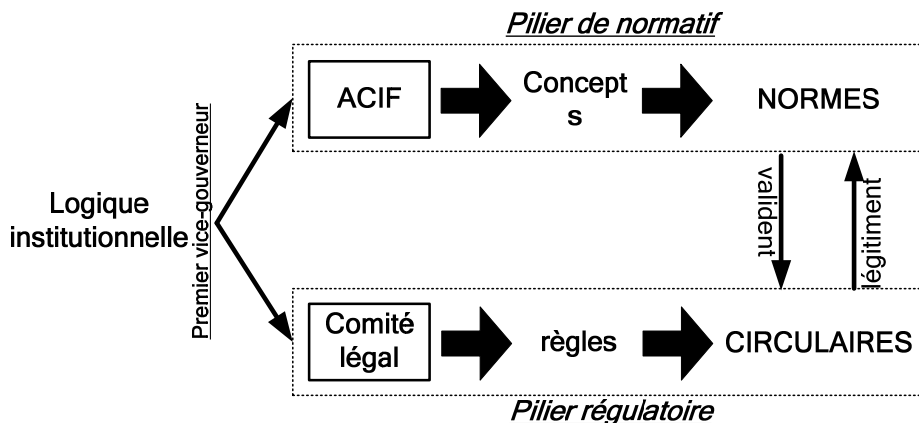 Pilier de normatif
ACIF
Concept
s
NORMES
Logique
institutionnelle
Premier vice-gouverneur
valident
légitiment
Comité
légal
règles
CIRCULAIRES
Pilier régulatoire